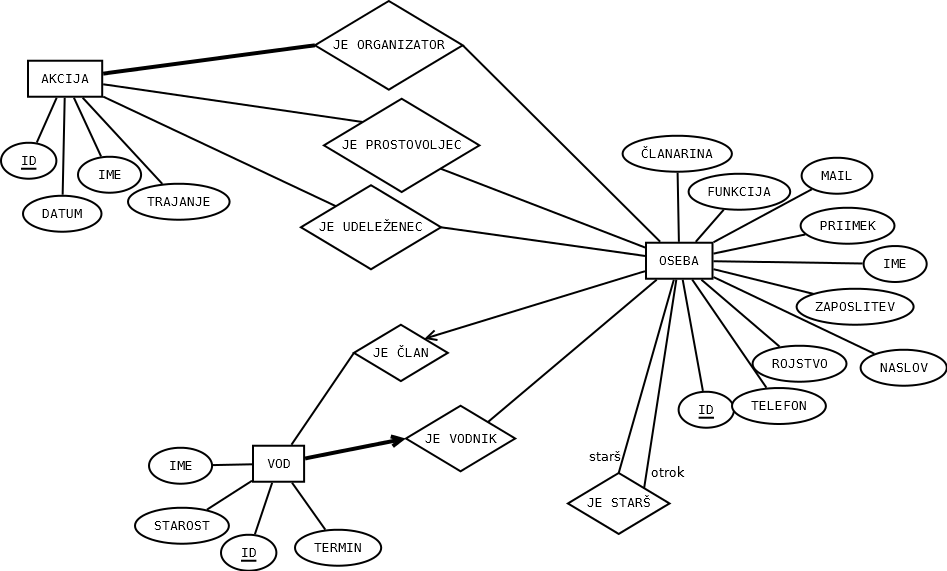 JE ORGANIZATOR
AKCIJA
JE PROSTOVOLJEC
ČLANARINA
ID
IME
MAIL
FUNKCIJA
TRAJANJE
DATUM
JE UDELEŽENEC
PRIIMEK
OSEBA
IME
ZAPOSLITEV
JE ČLAN
ROJSTVO
NASLOV
ID
TELEFON
JE VODNIK
starš
IME
VOD
otrok
JE STARŠ
STAROST
ID
TERMIN